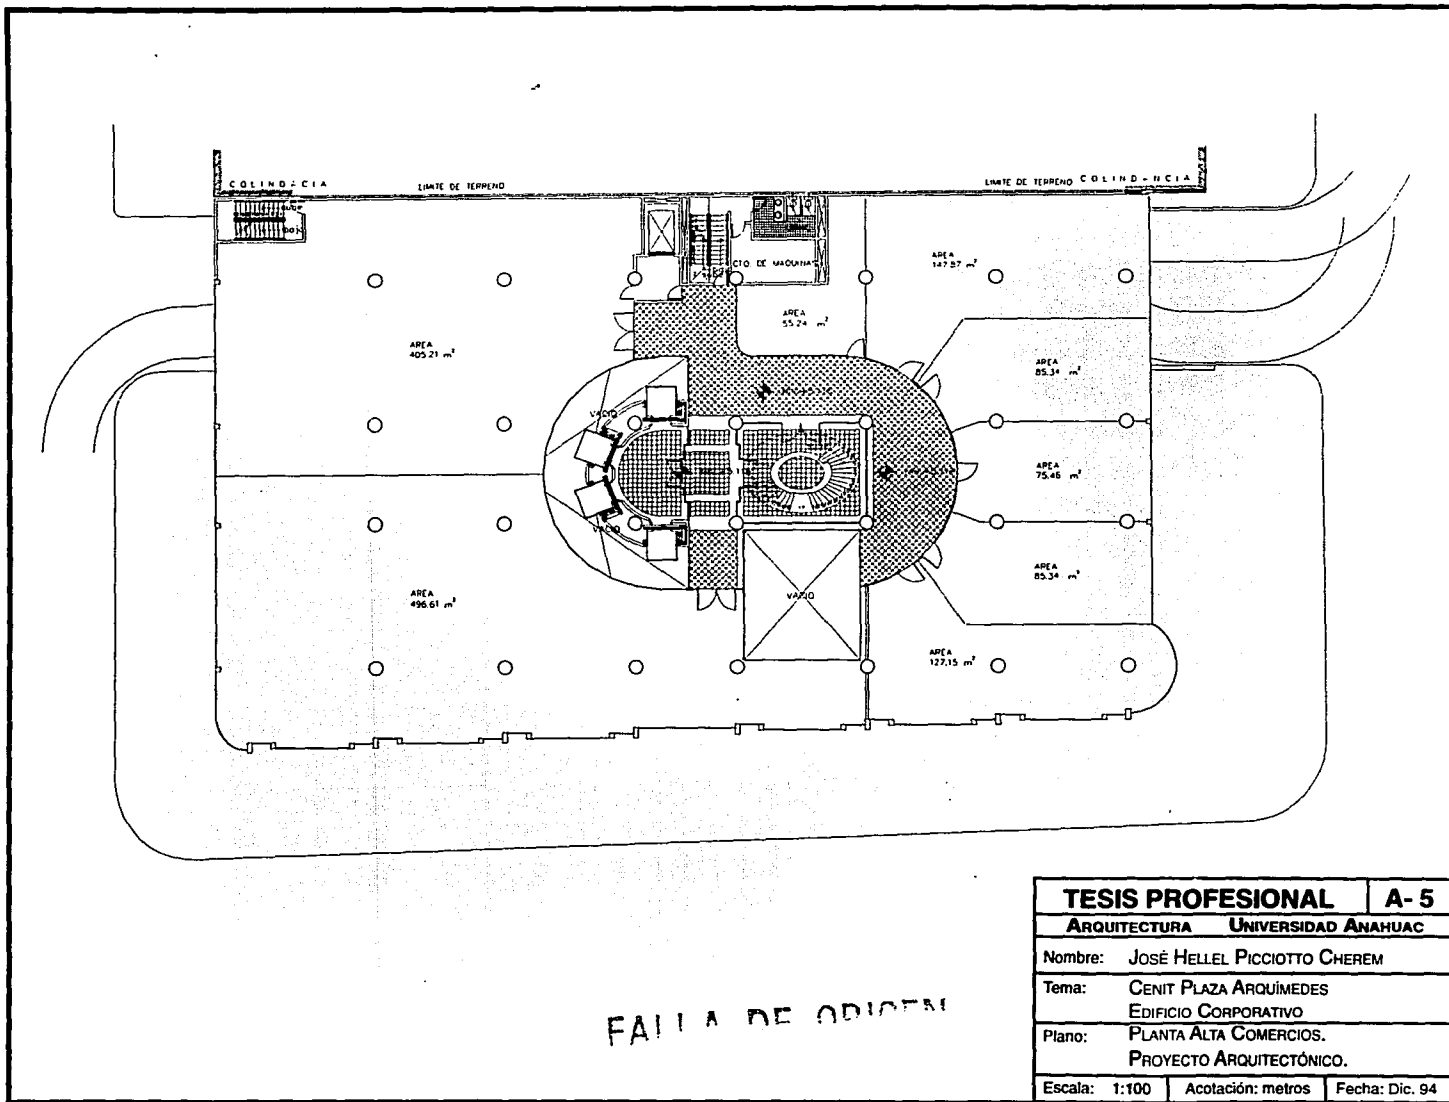 COLINDACIA
LIMITE DE TERRENO
LIMITE DE TERRENO
COLINDNCIA
CTO. DE MAQUINAS
AREA
147.97 m²
AREA
55.24 m²
AREA
405.21 m²
AREA
85.34 m²
VACIO
AREA
75.46 m²
VACIO
AREA
85.34 m²
AREA
496.61 m²
VACIO
AREA
127.15 m²
FALLA DE ORIGEN
TESIS PROFESIONAL A-5
ARQUITECTURA UNIVERSIDAD ANAHUAC
Nombre: JOSÉ HELLEL PICCIOTTO CHEREM
Tema: CENIT PLAZA ARQUÍMEDES
EDIFICIO CORPORATIVO
Plano: PLANTA ALTA COMERCIOS.
PROYECTO ARQUITECTÓNICO.
Escala: 1:100 Acotación: metros Fecha: Dic. 94